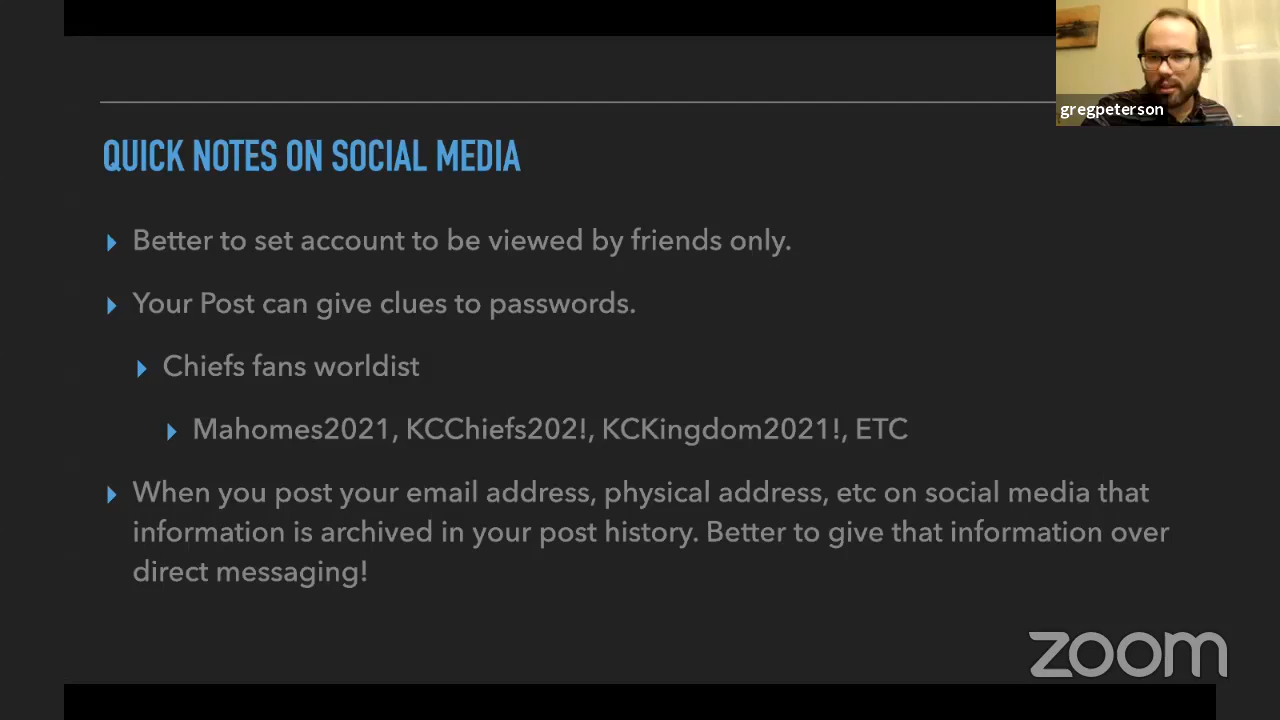 gregpeterson
QUICK NOTES ON SOCIAL MEDIA
Better to set account to be viewed by friends only.
Your Post can give clues to passwords.
Chiefs fans worldist
Mahomes2021, KCChiefs202!, KCKingdom2021!, ETC
When you post your email address, physical address, etc on social media that
information is archived in your post history. Better to give that information over
direct messaging!
zoom